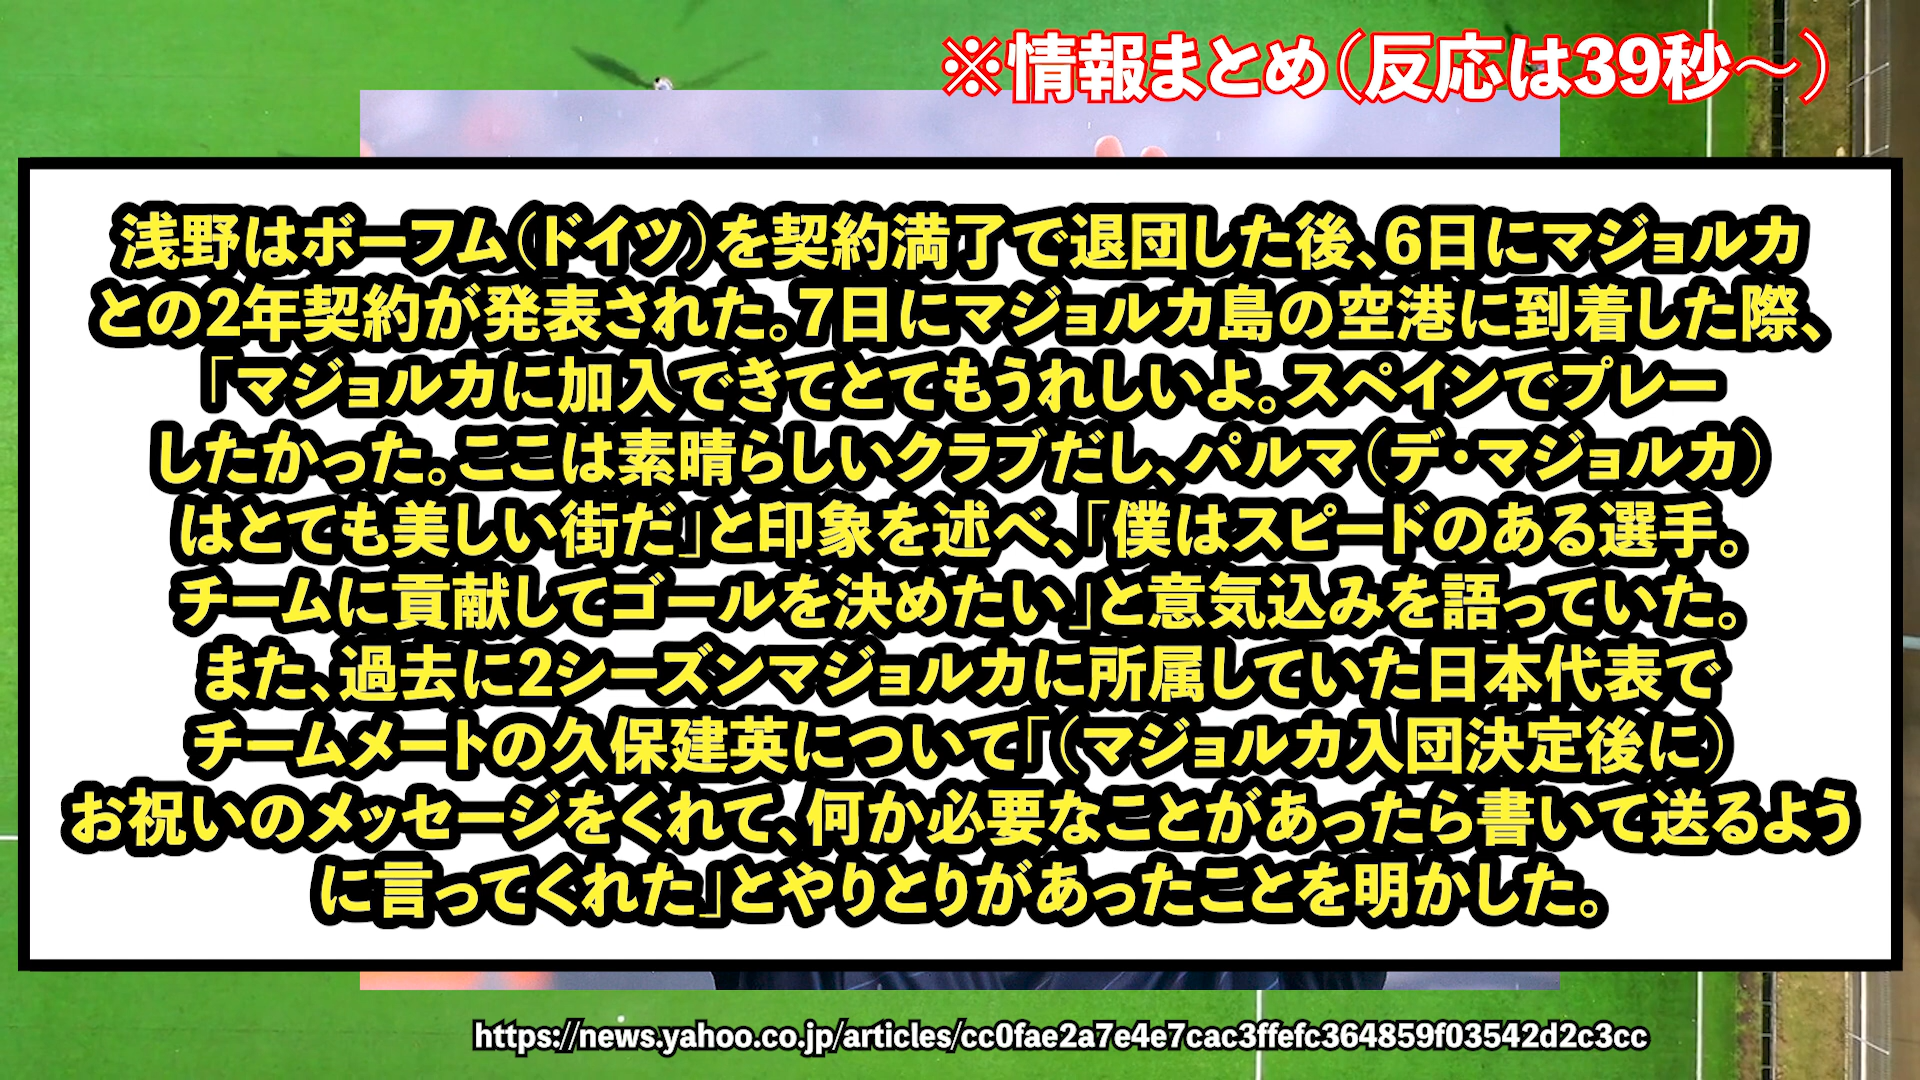 ※情報まとめ（反応は39秒～）
浅野はボーフム（ドイツ）を契約満了で退団した後、6日にマジョルカ
との2年契約が発表された。7日にマジョルカ島の空港に到着した際、
「マジョルカに加入できてとてもうれしいよ。スペインでプレー
したかった。ここは素晴らしいクラブだし、パルマ（デ・マジョルカ）
はとても美しい街だ」と印象を述べ、「僕はスピードのある選手。
チームに貢献してゴールを決めたい」と意気込みを語っていた。
また、過去に2シーズンマジョルカに所属していた日本代表で
チームメートの久保建英について「（マジョルカ入団決定後に）
お祝いのメッセージをくれて、何か必要なことがあったら書いて送るよう
に言ってくれた」とやりとりがあったことを明かした。
https://news.yahoo.co.jp/articles/cc0fae2a7e4e7cac3ffefc364859f03542d2c3cc